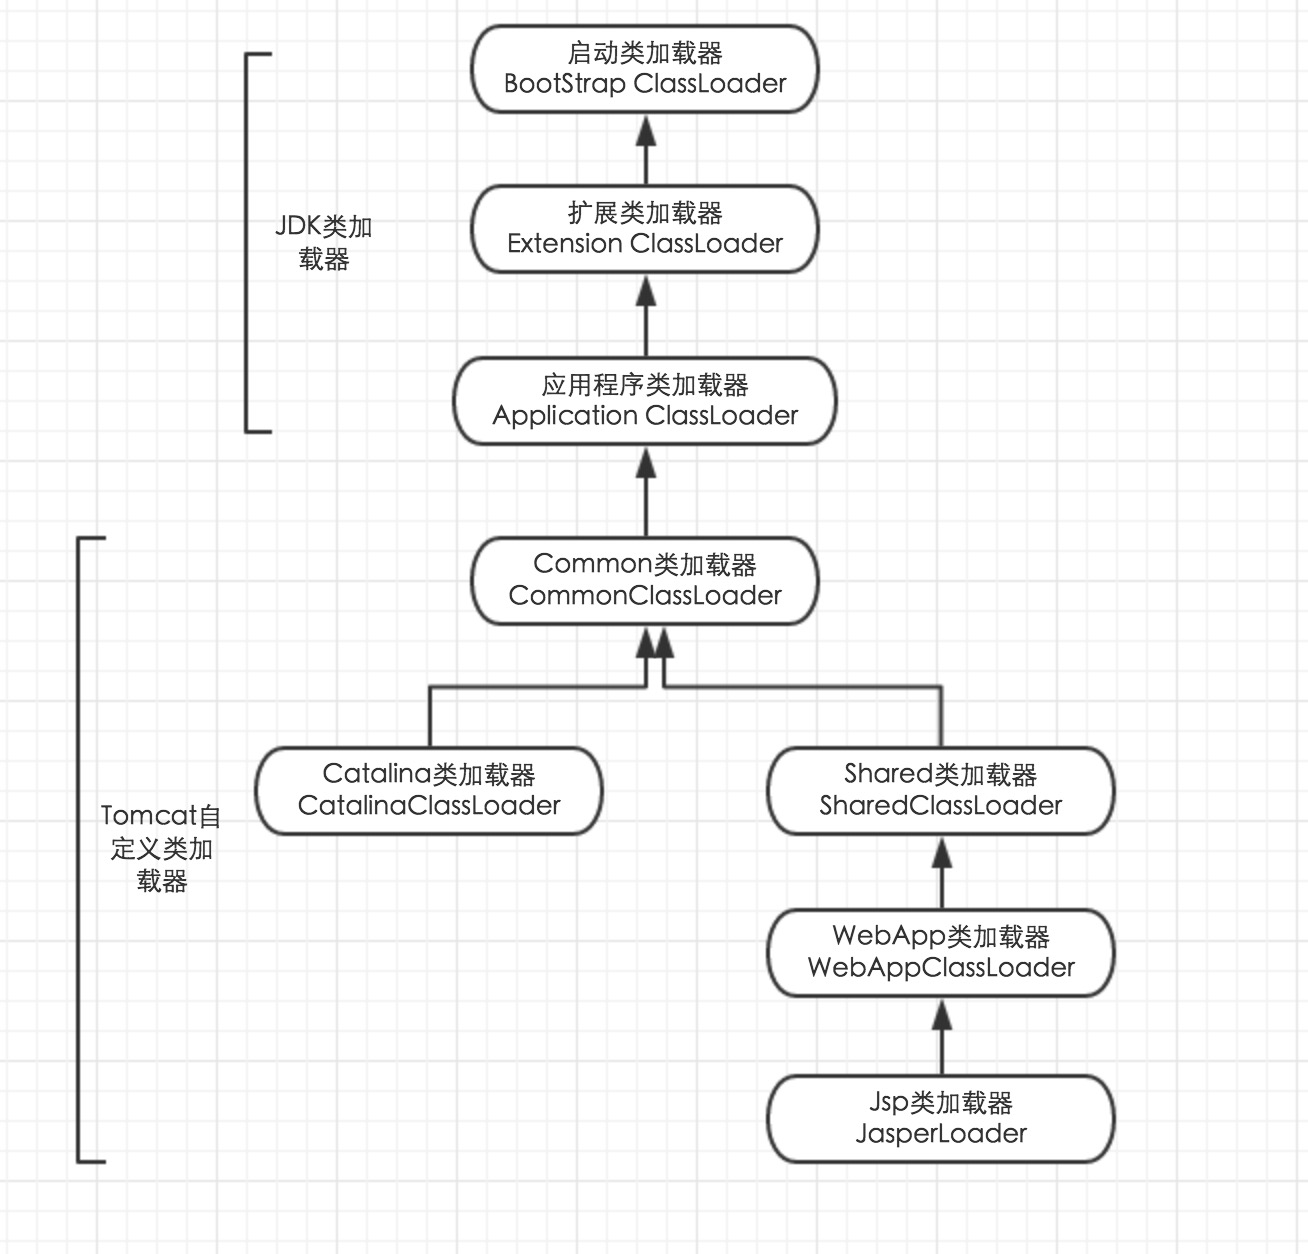 启动类加载器
BootStrap ClassLoader
扩展类加载器
Extension ClassLoader
JDK类加
载器
应用程序类加载器
Application ClassLoader
Common类加载器
CommonClassLoader
Catalina类加载器
CatalinaClassLoader
Shared类加载器
SharedClassLoader
Tomcat自
定义类加
载器
WebApp类加载器
WebAppClassLoader
Jsp类加载器
JasperLoader